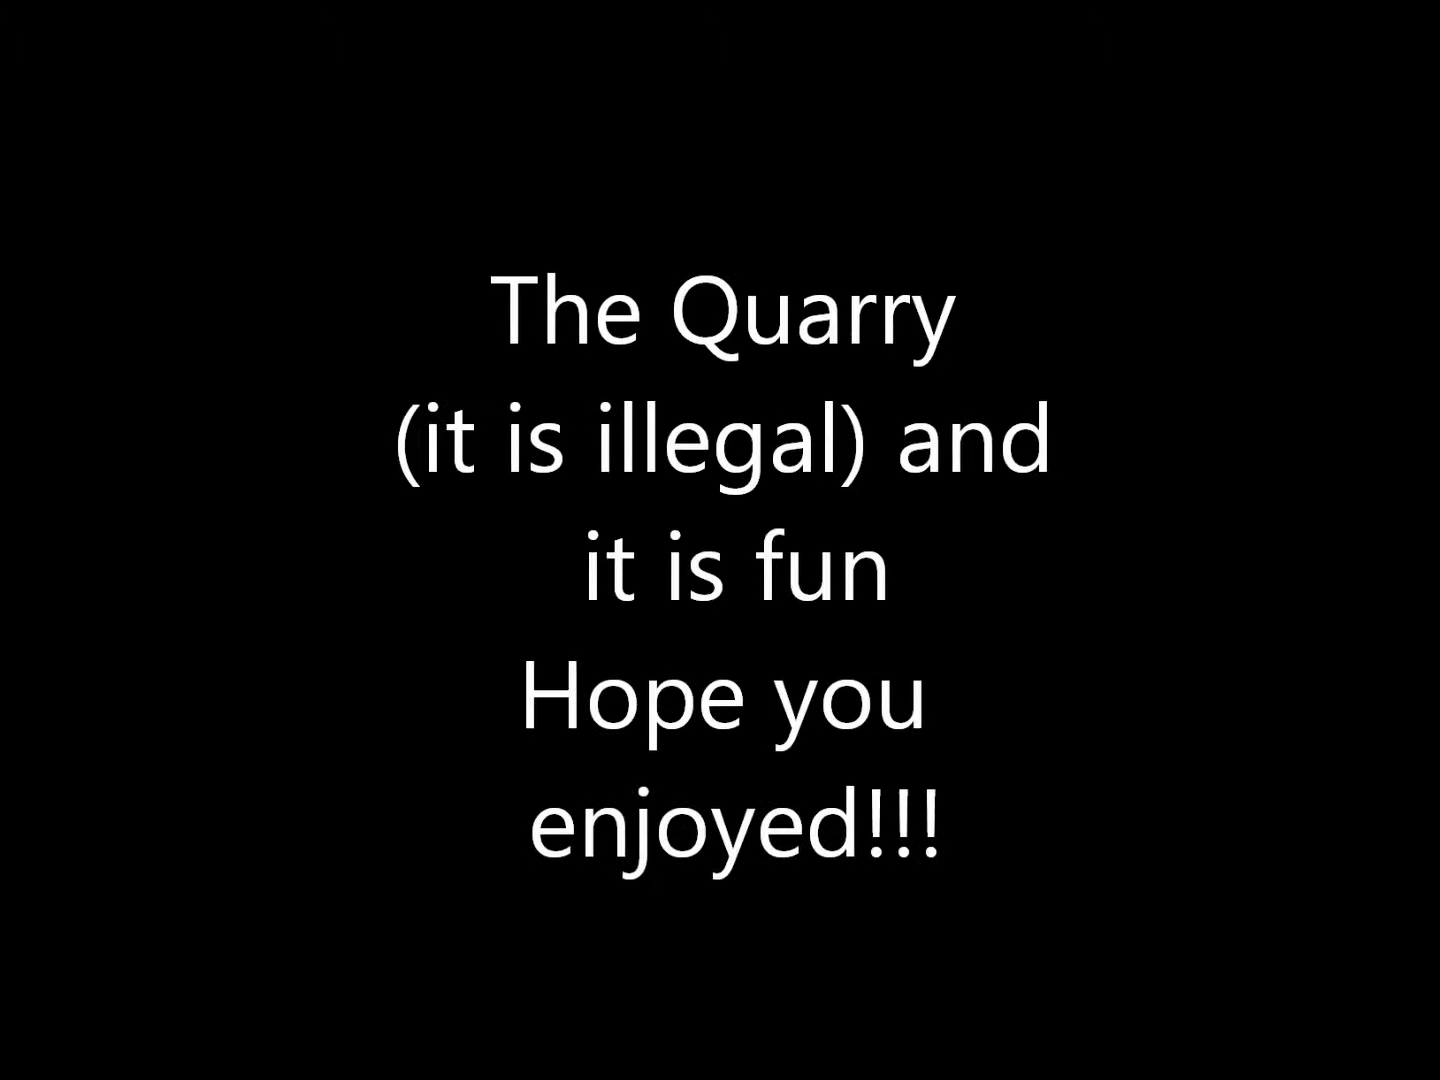 The Quarry
(it is illegal) and
it is fun
Hope you
enjoyed!!!